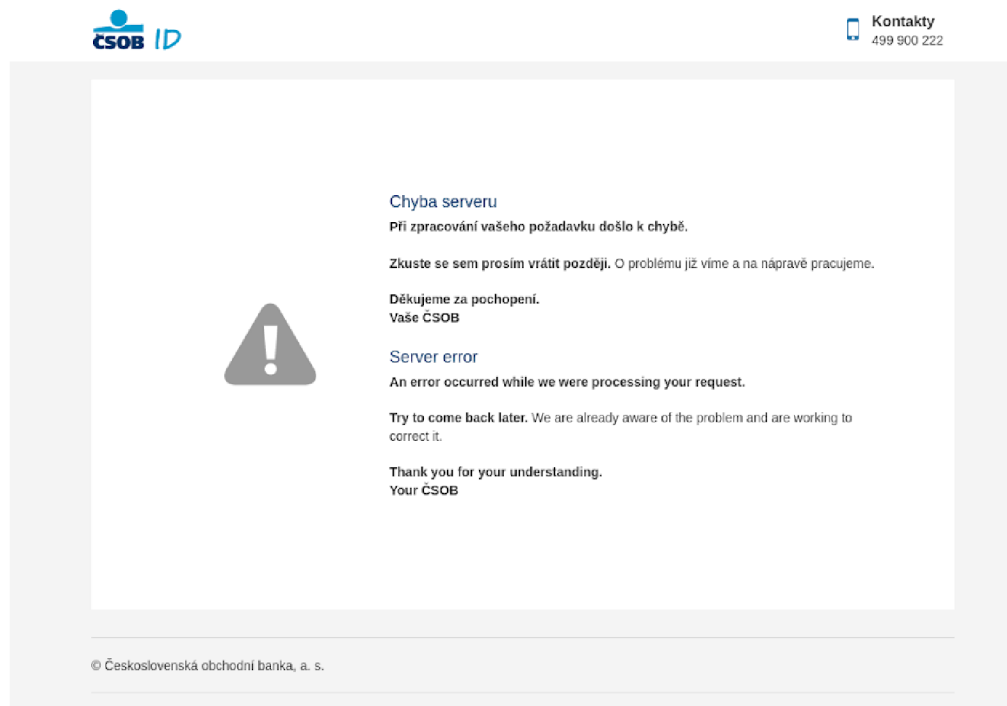 ČSOB ID
Kontakty
499 900 222
Chyba serveru
Při zpracování vašeho požadavku došlo k chybě.
Zkuste se sem prosím vrátit později. O problému již víme a na nápravě pracujeme.
Děkujeme za pochopení.
Vaše ČSOB
Server error
An error occurred while we were processing your request.
Try to come back later. We are already aware of the problem and are working to
correct it.
Thank you for your understanding.
Your ČSOB
© Československá obchodní banka, a. s.